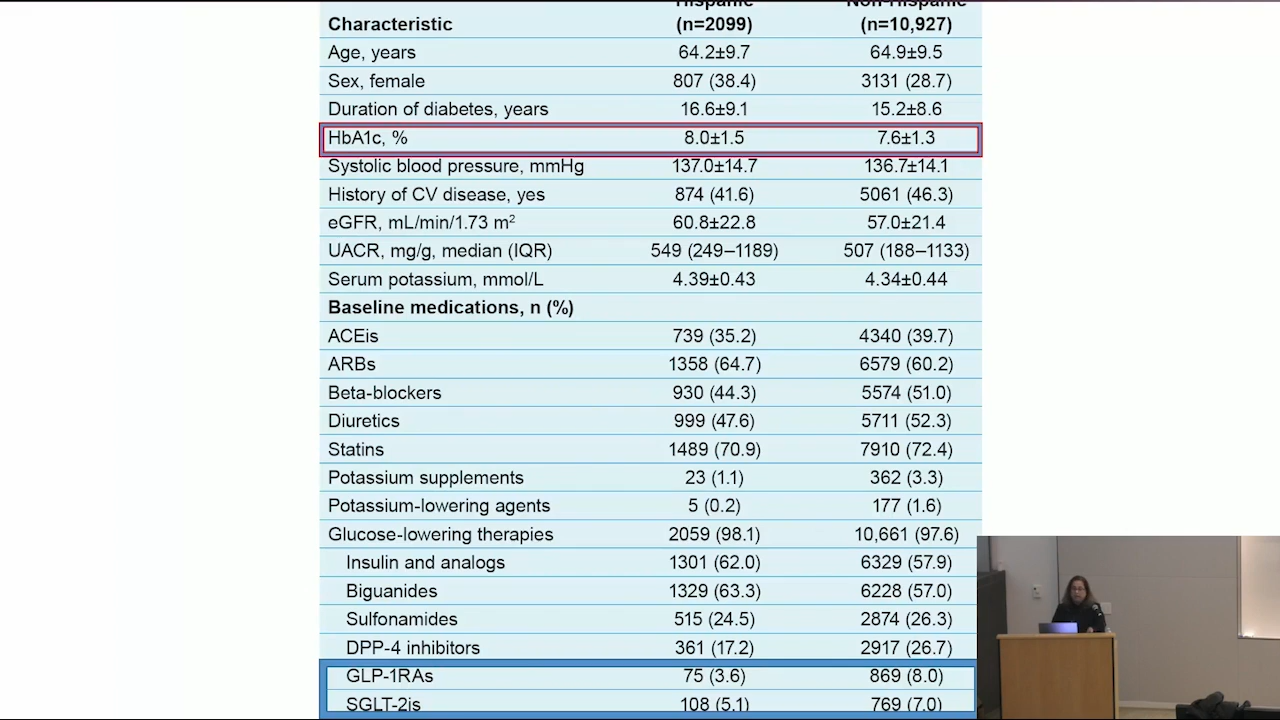 Hispanic Non-Hispanic
Characteristic (n=2099) (n=10,927)
Age, years 64.2±9.7 64.9±9.5
Sex, female 807 (38.4) 3131 (28.7)
Duration of diabetes, years 16.6±9.1 15.2±8.6
HbA1c, % 8.0±1.5 7.6±1.3
Systolic blood pressure, mmHg 137.0±14.7 136.7±14.1
History of CV disease, yes 874 (41.6) 5061 (46.3)
eGFR, mL/min/1.73 m² 60.8±22.8 57.0±21.4
UACR, mg/g, median (IQR) 549 (249–1189) 507 (188–1133)
Serum potassium, mmol/L 4.39±0.43 4.34±0.44
Baseline medications, n (%)
ACEis 739 (35.2) 4340 (39.7)
ARBs 1358 (64.7) 6579 (60.2)
Beta-blockers 930 (44.3) 5574 (51.0)
Diuretics 999 (47.6) 5711 (52.3)
Statins 1489 (70.9) 7910 (72.4)
Potassium supplements 23 (1.1) 362 (3.3)
Potassium-lowering agents 5 (0.2) 177 (1.6)
Glucose-lowering therapies 2059 (98.1) 10,661 (97.6)
Insulin and analogs 1301 (62.0) 6329 (57.9)
Biguanides 1329 (63.3) 6228 (57.0)
Sulfonamides 515 (24.5) 2874 (26.3)
DPP-4 inhibitors 361 (17.2) 2917 (26.7)
GLP-1RAs 75 (3.6) 869 (8.0)
SGLT-2is 108 (5.1) 769 (7.0)